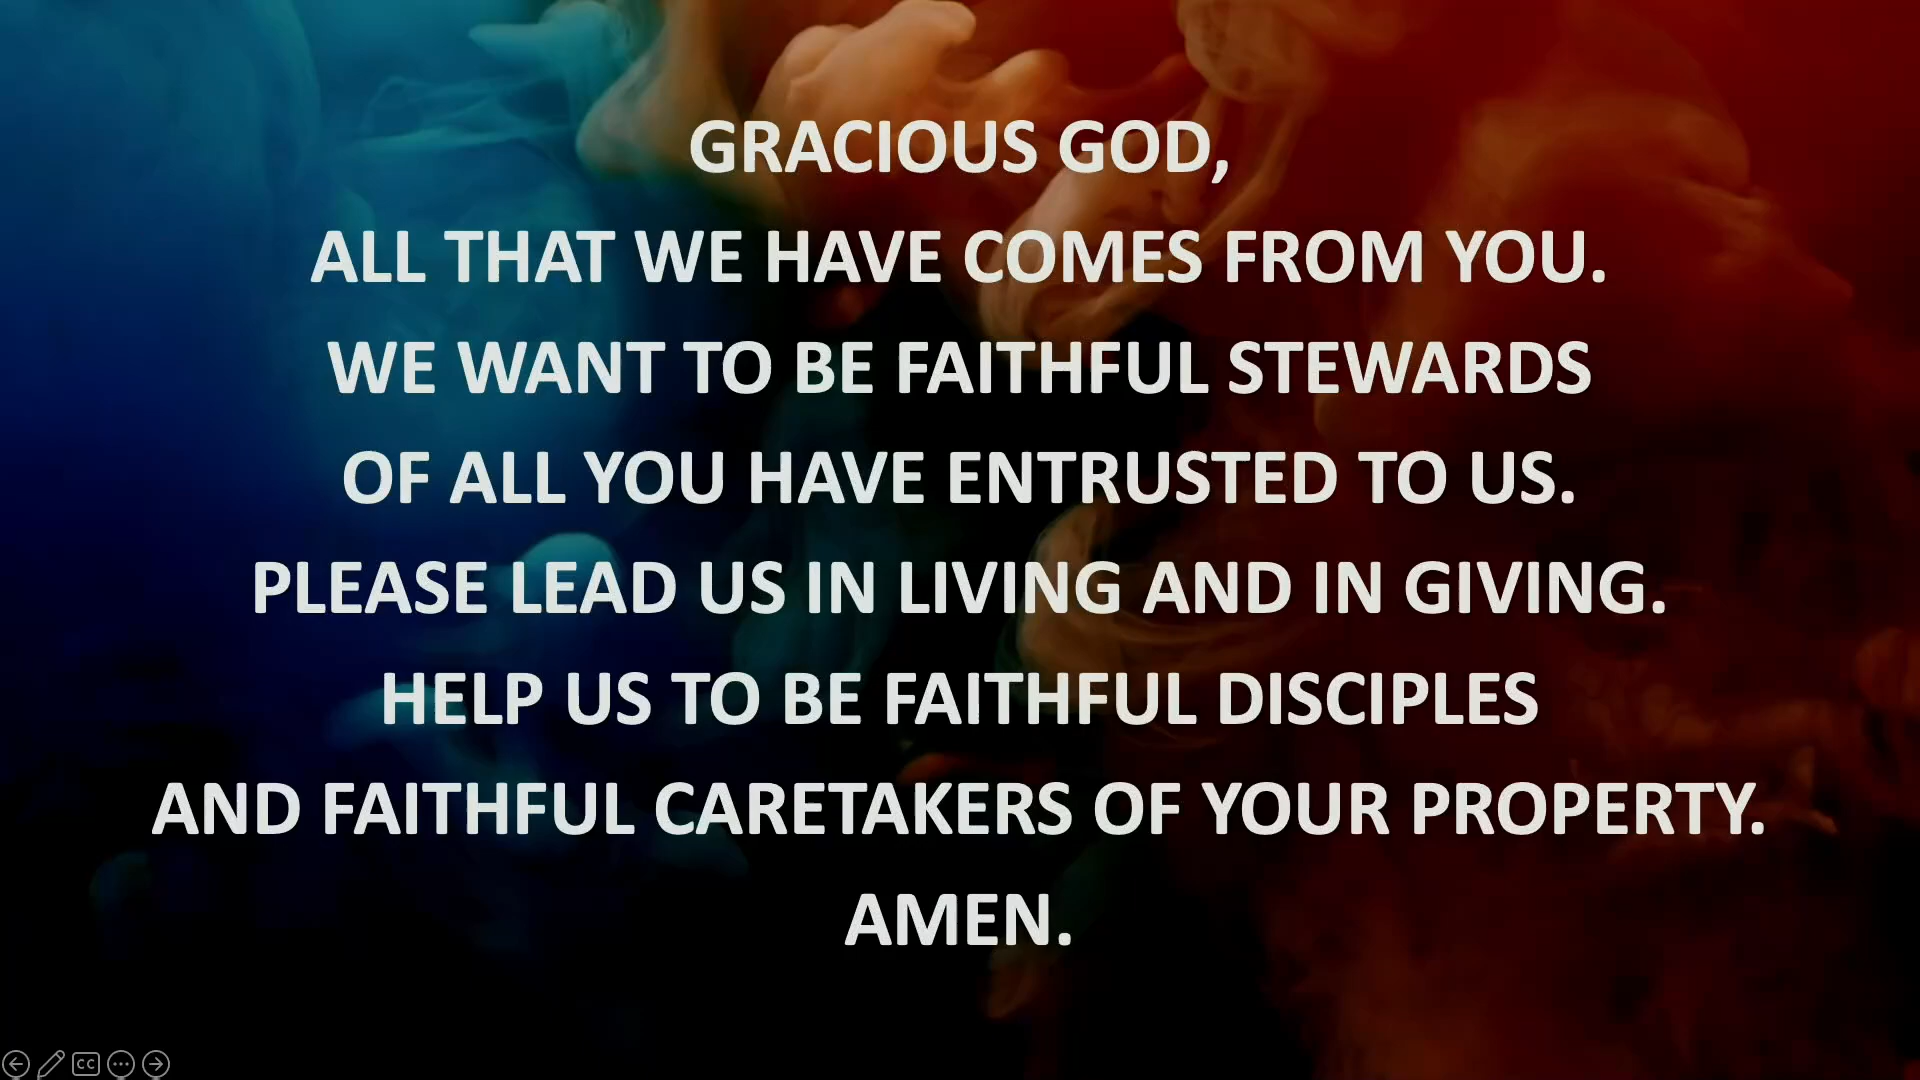 GRACIOUS GOD,
ALL THAT WE HAVE COMES FROM YOU.
WE WANT TO BE FAITHFUL STEWARDS
OF ALL YOU HAVE ENTRUSTED TO US.
PLEASE LEAD US IN LIVING AND IN GIVING.
HELP US TO BE FAITHFUL DISCIPLES
AND FAITHFUL CARETAKERS OF YOUR PROPERTY.
AMEN.
CC